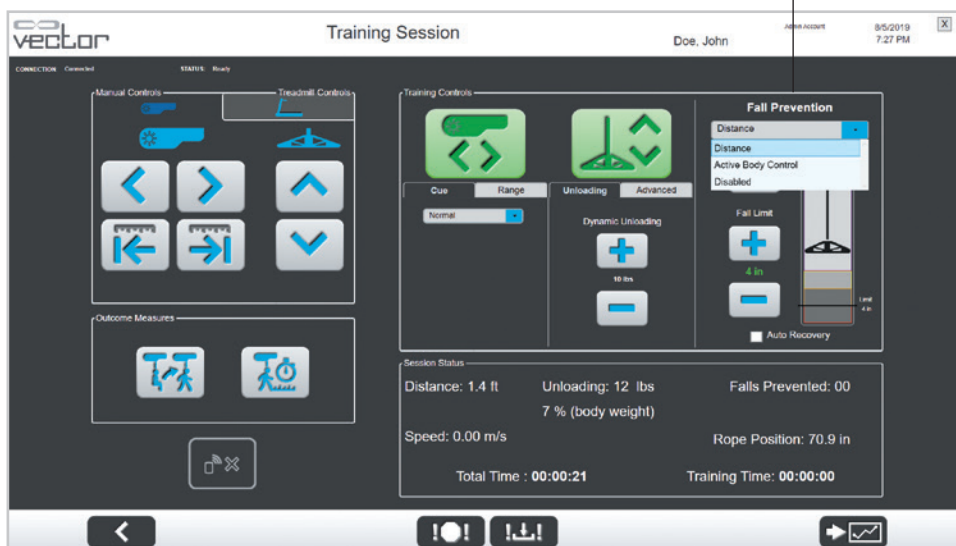 vector
Training Session
Doe, John
Admin Account
8/5/2019
7:27 PM
X
CONNECTION: Connected
STATUS: Ready
Manual Controls
Treadmill Controls
Training Controls
Cue
Range
Normal
Unloading
Advanced
Dynamic Unloading
10 lbs
Fall Prevention
Distance
Distance
Active Body Control
Disabled
Fall Limit
4 in
Limit
4 in
Auto Recovery
Outcome Measures
Session Status
Distance: 1.4 ft
Unloading: 12 lbs
Falls Prevented: 00
7 % (body weight)
Speed: 0.00 m/s
Rope Position: 70.9 in
Total Time : 00:00:21
Training Time: 00:00:00